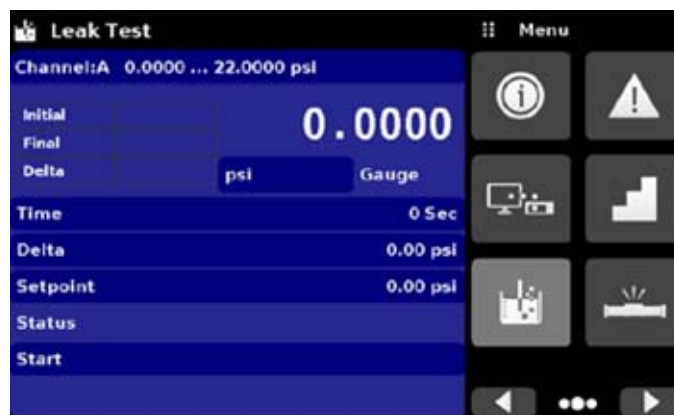 Leak Test
Menu
Channel:A 0.0000 ... 22.0000 psi
Initial
0.0000
Final
Delta
psi
Gauge
Time 0 Sec
Delta 0.00 psi
Setpoint 0.00 psi
Status
Start